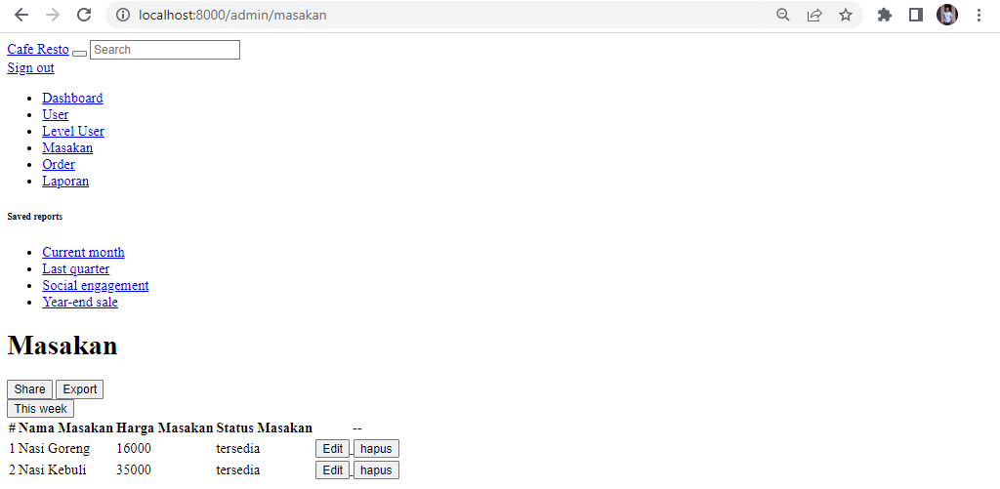 localhost:8000/admin/masakan
Cafe Resto Search
Sign out
Dashboard
User
Level User
Masakan
Order
Laporan
Saved reports
Current month
Last quarter
Social engagement
Year-end sale
Masakan
Share Export
This week
# Nama Masakan Harga Masakan Status Masakan --
1 Nasi Goreng 16000 tersedia Edit hapus
2 Nasi Kebuli 35000 tersedia Edit hapus